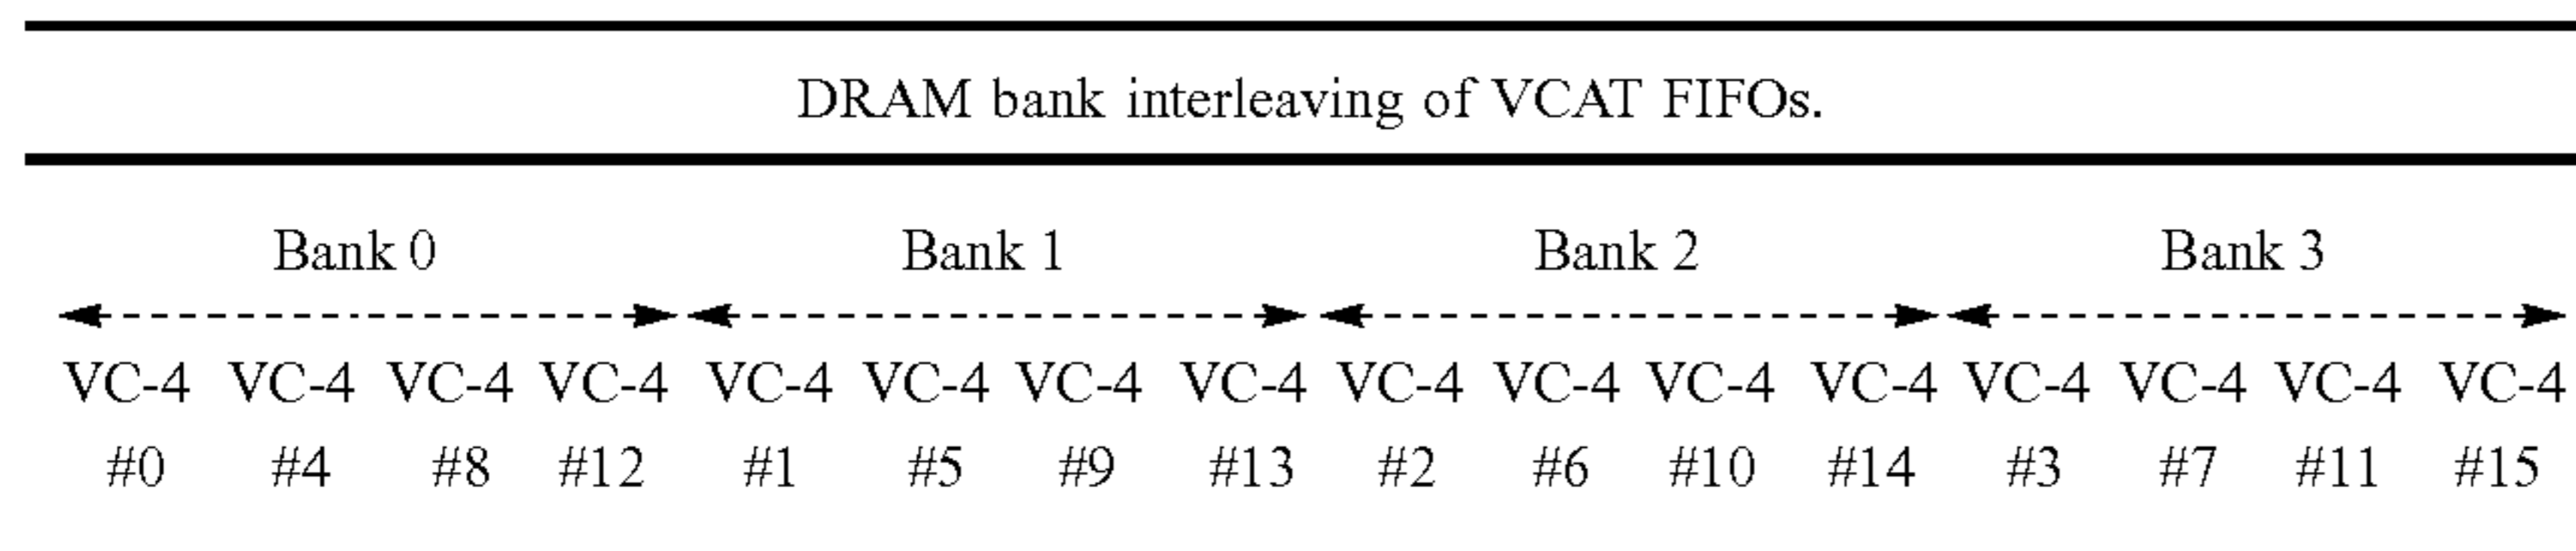 DRAM bank interleaving of VCAT FIFOs.
Bank 0 Bank 1 Bank 2 Bank 3
VC-4 VC-4 VC-4 VC-4 VC-4 VC-4 VC-4 VC-4 VC-4 VC-4 VC-4 VC-4 VC-4 VC-4 VC-4 VC-4
#0 #4 #8 #12 #1 #5 #9 #13 #2 #6 #10 #14 #3 #7 #11 #15